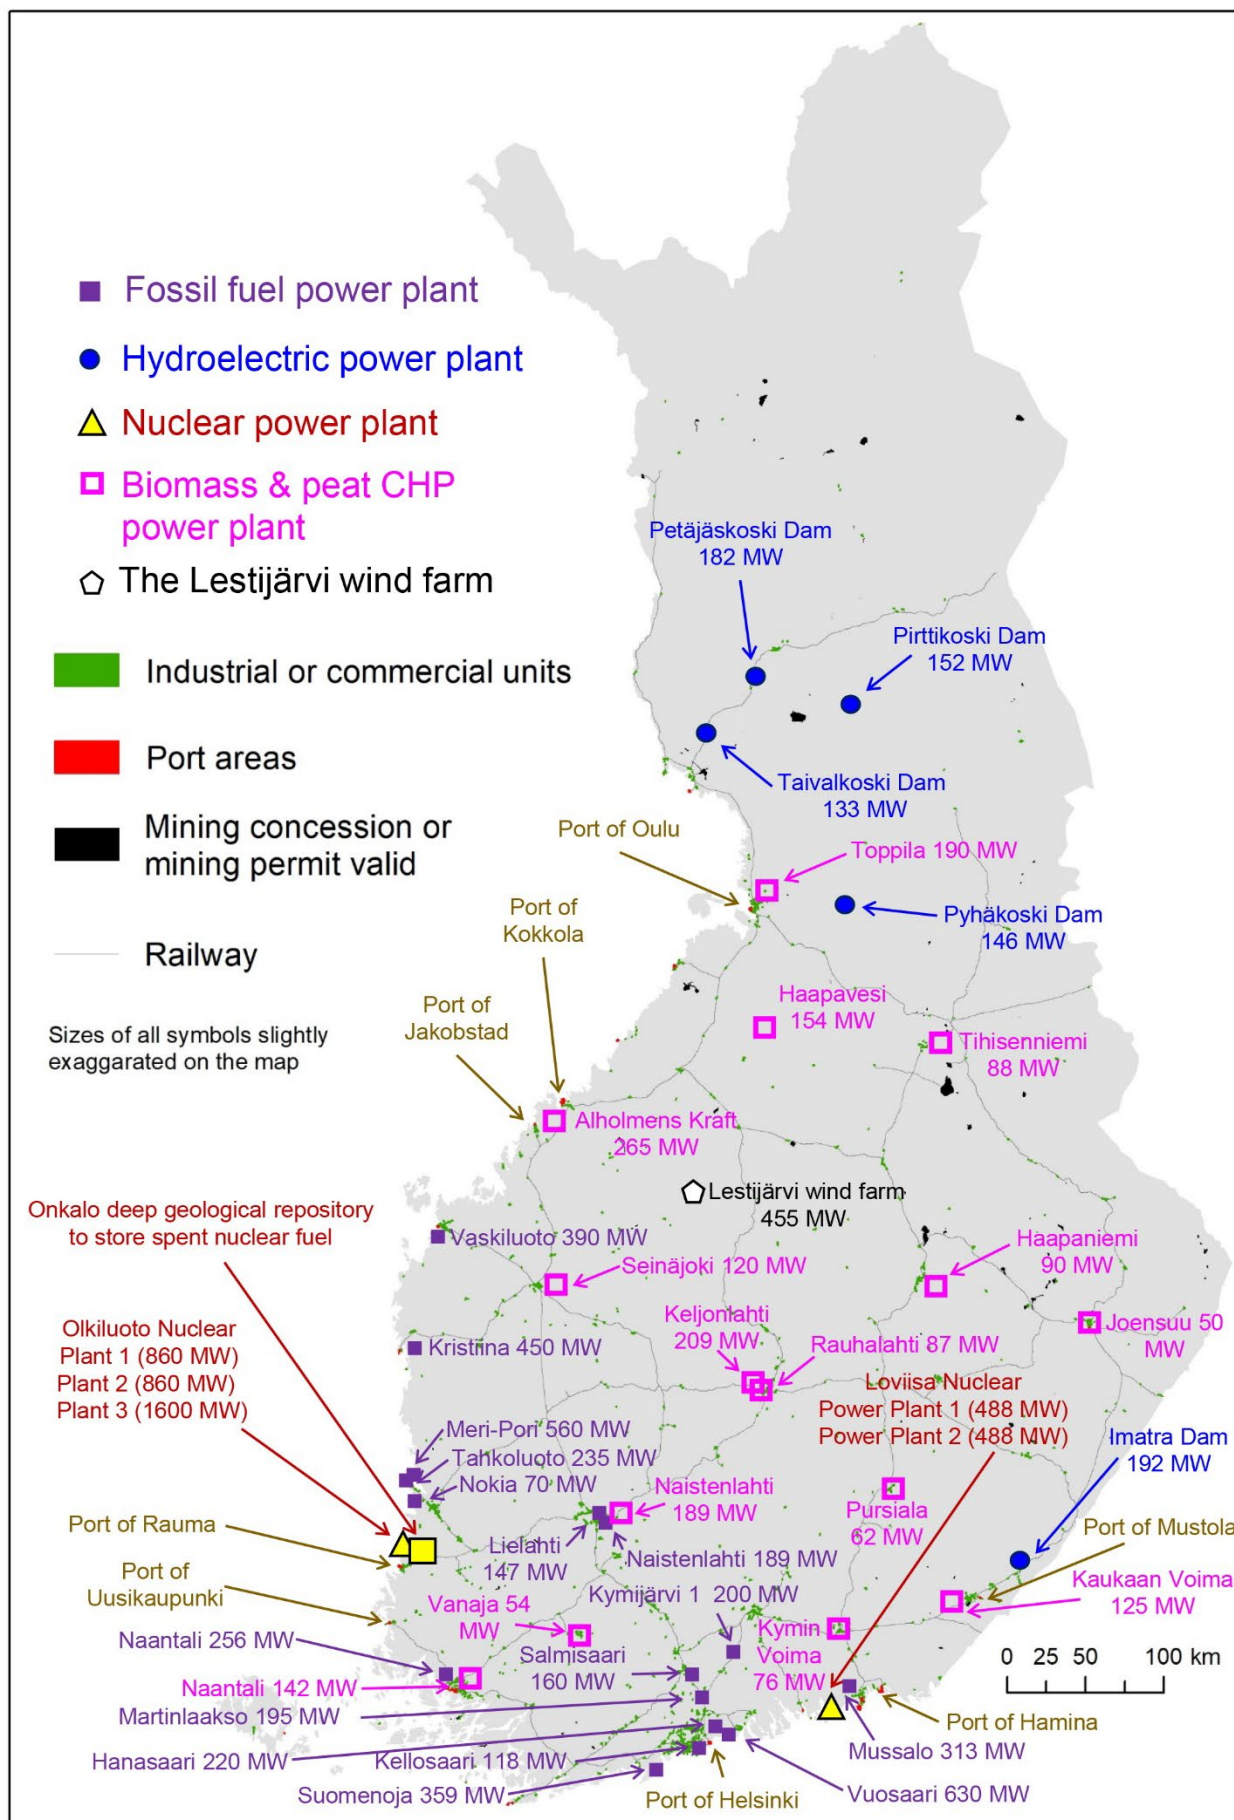 Fossil fuel power plant
Hydroelectric power plant
Nuclear power plant
Biomass & peat CHP
power plant
The Lestijärvi wind farm
Industrial or commercial units
Port areas
Mining concession or
mining permit valid
Railway
Sizes of all symbols slightly
exaggarated on the map
Petäjäskoski Dam
182 MW
Pirttikoski Dam
152 MW
Taivalkoski Dam
133 MW
Port of Oulu
Toppila 190 MW
Port of
Kokkola
Pyhäkoski Dam
146 MW
Port of
Jakobstad
Haapavesi
154 MW
Tihisenniemi
88 MW
Alholmens Kraft
265 MW
Lestijärvi wind farm
455 MW
Onkalo deep geological repository
to store spent nuclear fuel
Vaskiluoto 390 MW
Seinäjoki 120 MW
Haapaniemi
90 MW
Olkiluoto Nuclear
Plant 1 (860 MW)
Plant 2 (860 MW)
Plant 3 (1600 MW)
Kristina 450 MW
Keljonlahti
209 MW
Rauhalahti 87 MW
Joensuu 50
MW
Loviisa Nuclear
Power Plant 1 (488 MW)
Power Plant 2 (488 MW)
Meri-Pori 560 MW
Tahkoluoto 235 MW
Nokia 70 MW
Imatra Dam
192 MW
Naistenlahti
189 MW
Pursiala
62 MW
Port of Rauma
Port of Mustola
Lielahti
147 MW
Naistenlahti 189 MW
Port of
Uusikaupunki
Kymijärvi 1 200 MW
Kaukaan Voima
125 MW
Vanaja 54
MW
Naantali 256 MW
Salmisaari
160 MW
Kymin
Voima
76 MW
0 25 50 100 km
Naantali 142 MW
Martinlaakso 195 MW
Port of Hamina
Hanasaari 220 MW
Kellosaari 118 MW
Mussalo 313 MW
Suomenoja 359 MW
Port of Helsinki
Vuosaari 630 MW